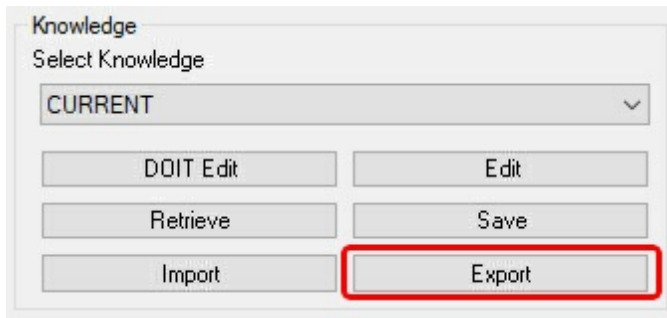 Knowledge
Select Knowledge
CURRENT
DOIT Edit Edit
Retrieve Save
Import Export